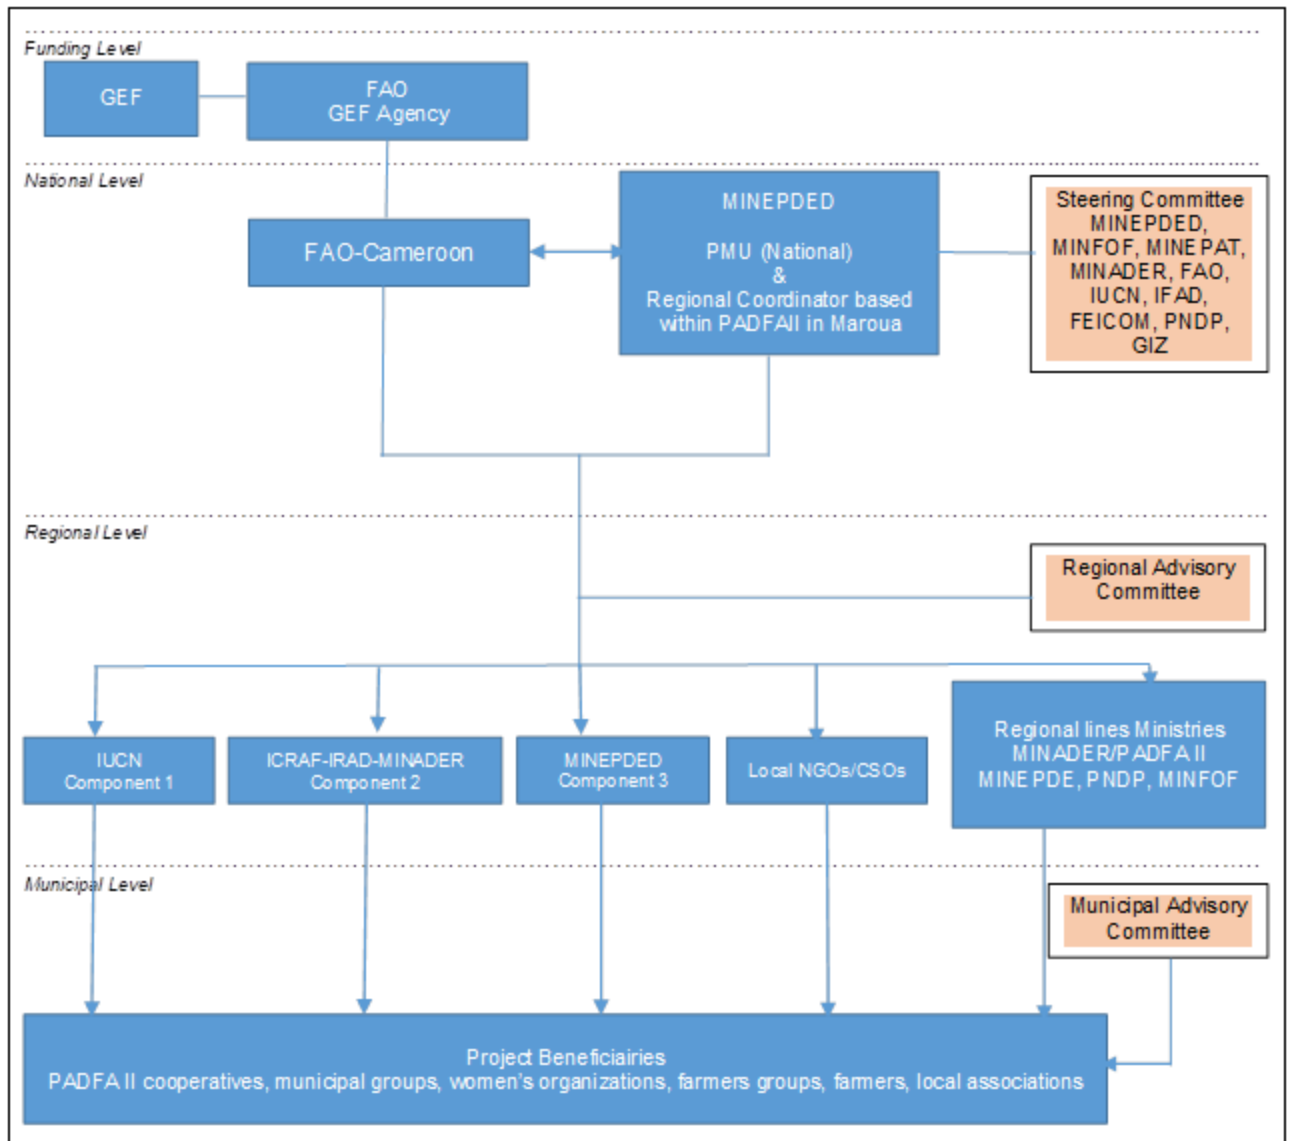 Funding Level
GEF
FAO
GEF Agency
National Level
FAO-Cameroon
MINEPDED
PMU (National)
&
Regional Coordinator based
within PADFAII in Maroua
Steering Committee
MINEPDED,
MINFOF, MINEPAT,
MINADER, FAO,
IUCN, IFAD,
FEICOM, PNDP,
GIZ
Regional Level
Regional Advisory
Committee
IUCN
Component 1
ICRAF-IRAD-MINADER
Component 2
MINEPDED
Component 3
Local NGOs/CSOs
Regional lines Ministries
MINADER/PADFA II
MINEPDE, PNDP, MINFOF
Municipal Level
Municipal Advisory
Committee
Project Beneficiairies
PADFA II cooperatives, municipal groups, women's organizations, farmers groups, farmers, local associations